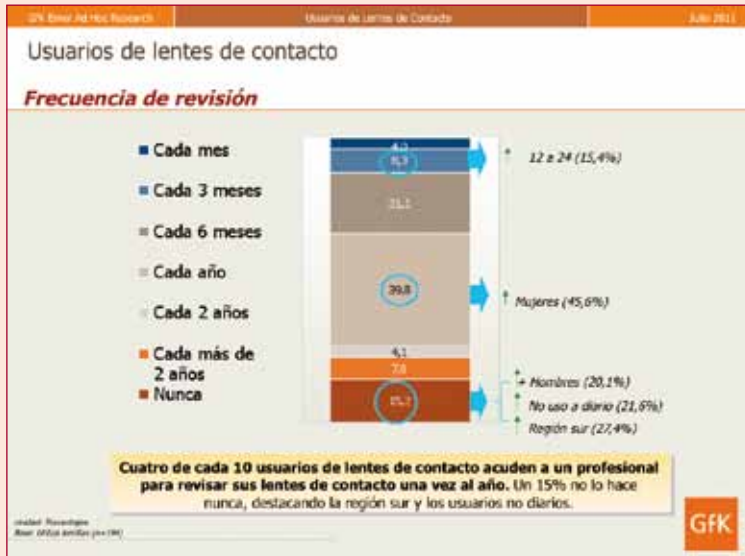 GfK Emer Ad Hoc Research
Usuarios de Lentes de Contacto
Julio 2011
Usuarios de lentes de contacto
Frecuencia de revisión
Cada mes
Cada 3 meses
Cada 6 meses
Cada año
Cada 2 años
Cada más de
2 años
Nunca
39,8
4,1
12 a 24 (15,4%)
Mujeres (45,6%)
+ Hombres (20,1%)
No uso a diario (21,6%)
Región sur (27,4%)
Cuatro de cada 10 usuarios de lentes de contacto acuden a un profesional
para revisar sus lentes de contacto una vez al año. Un 15% no lo hace
nunca, destacando la región sur y los usuarios no diarios.
GfK